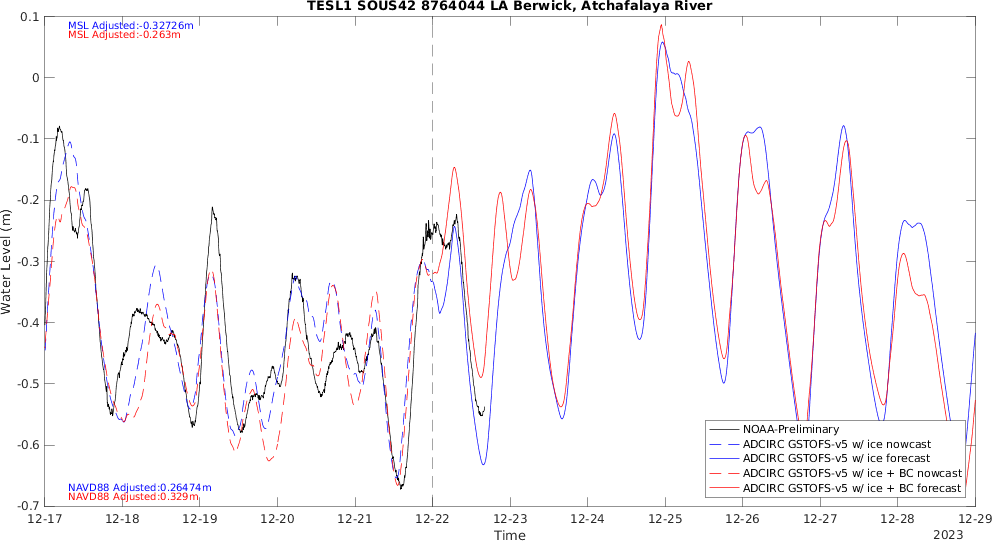 TESL1 SOUS42 8764044 LA Berwick, Atchafalaya River
MSL Adjusted:-0.32726m
MSL Adjusted:-0.263m
0.1
0
-0.1
-0.2
-0.3
-0.4
-0.5
-0.6
-0.7
Water Level (m)
NAVD88 Adjusted:0.26474m
NAVD88 Adjusted:0.329m
NOAA-Preliminary
ADCIRC GSTOFS-v5 w/ ice nowcast
ADCIRC GSTOFS-v5 w/ ice forecast
ADCIRC GSTOFS-v5 w/ ice + BC nowcast
ADCIRC GSTOFS-v5 w/ ice + BC forecast
12-17 12-18 12-19 12-20 12-21 12-22 12-23 12-24 12-25 12-26 12-27 12-28 12-29
Time
2023